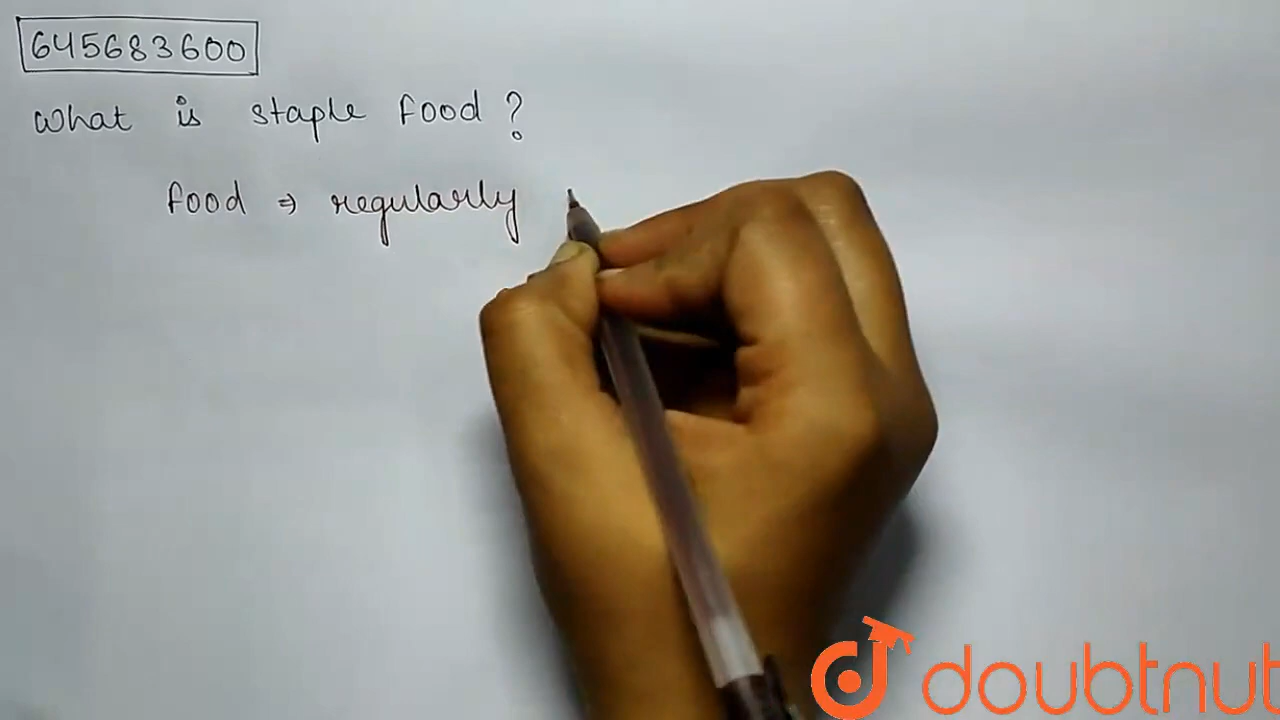 645683600
What is staple food ?
food ⇒ regularly
doubtnut